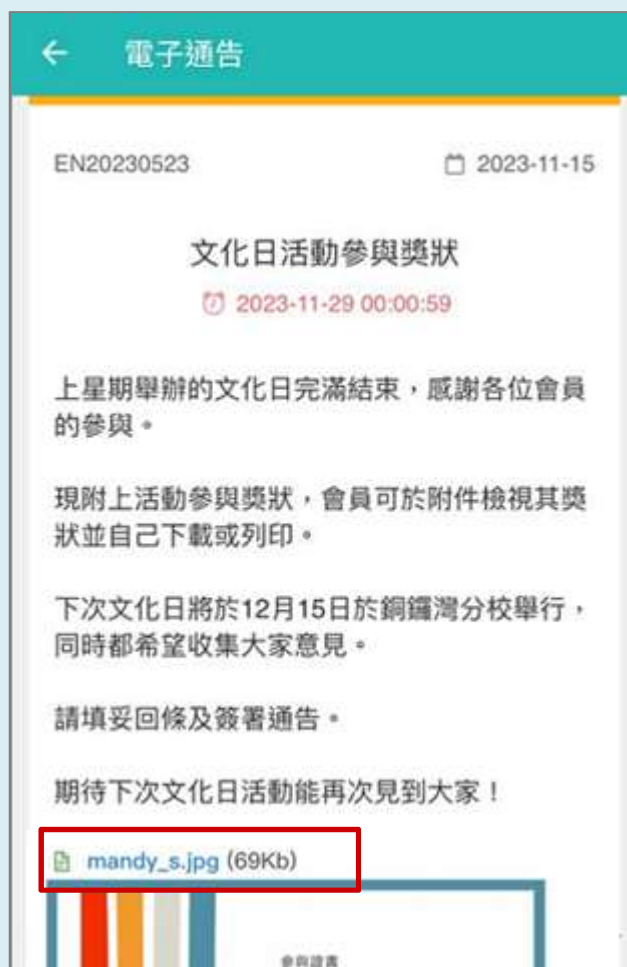 電子通告
EN20230523
2023-11-15
文化日活動參與獎狀
2023-11-29 00:00:59
上星期舉辦的文化日完滿結束，感謝各位會員
的參與。
現附上活動參與獎狀，會員可於附件檢視其獎
狀並自己下載或列印。
下次文化日將於12月15日於銅鑼灣分校舉行，
同時都希望收集大家意見。
請填妥回條及簽署通告。
期待下次文化日活動能再次見到大家！
mandy_s.jpg (69Kb)
參與證書